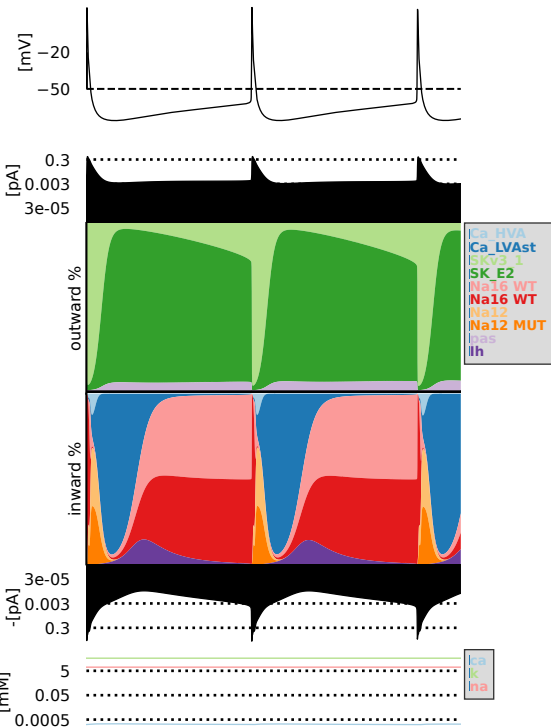 [mV]
−20
−50
[pA]
0.3
0.003
3e-05
outward %
Ca_HVA
Ca_LVAst
SKv3_1
SK_E2
Na16 WT
Na16 WT
Na12
Na12 MUT
pas
Ih
inward %
-[pA]
3e-05
0.003
0.3
[mM]
5
0.05
0.0005
ca
k
na